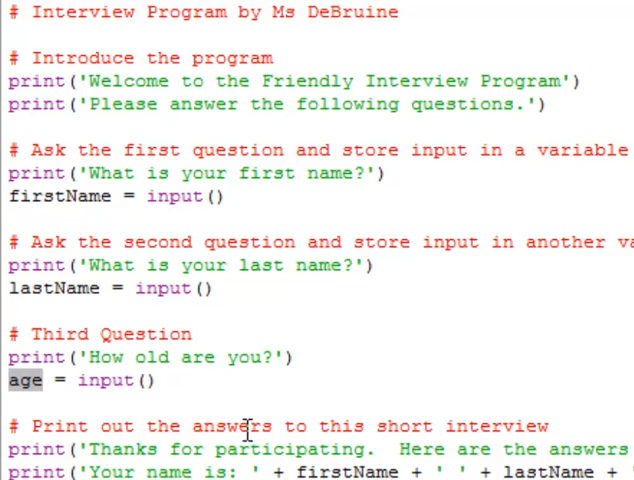 # Interview Program by Ms DeBruine
# Introduce the program
print('Welcome to the Friendly Interview Program')
print('Please answer the following questions.')
# Ask the first question and store input in a variable
print('What is your first name?')
firstName = input()
# Ask the second question and store input in another va
print('What is your last name?')
lastName = input()
# Third Question
print('How old are you?')
age = input()
# Print out the answers to this short interview
print('Thanks for participating.  Here are the answers
print('Your name is: ' + firstName + ' ' + lastName + '